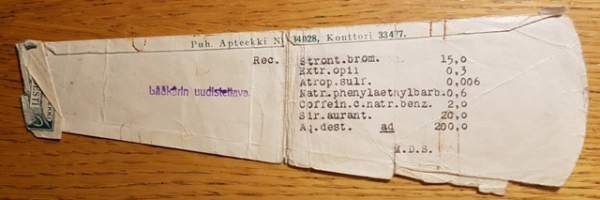 Puh. Apteekki N 34028, Konttori 33477.
Rec. Stront.brom. 15,0
Extr.opii 0,3
Atrop.sulf. 0,006
Lääkärin uudistettava.
Natr.phenylaethylbarb.0,6
Coffein.c.natr.benz. 2,0
Sir.aurant. 20,0
Aq.dest. ad 200,0
M.D.S.